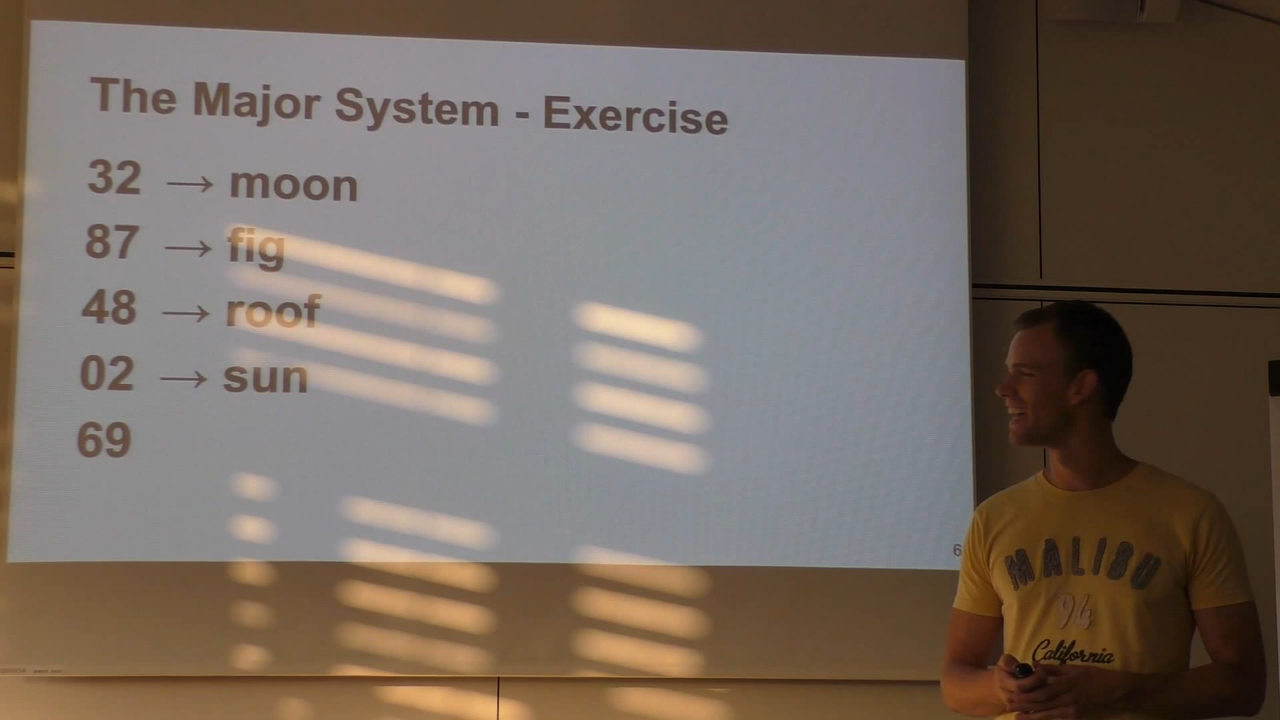 The Major System - Exercise
32 → moon
87 → fig
48 → roof
02 → sun
69
6
MALIBU
94
California